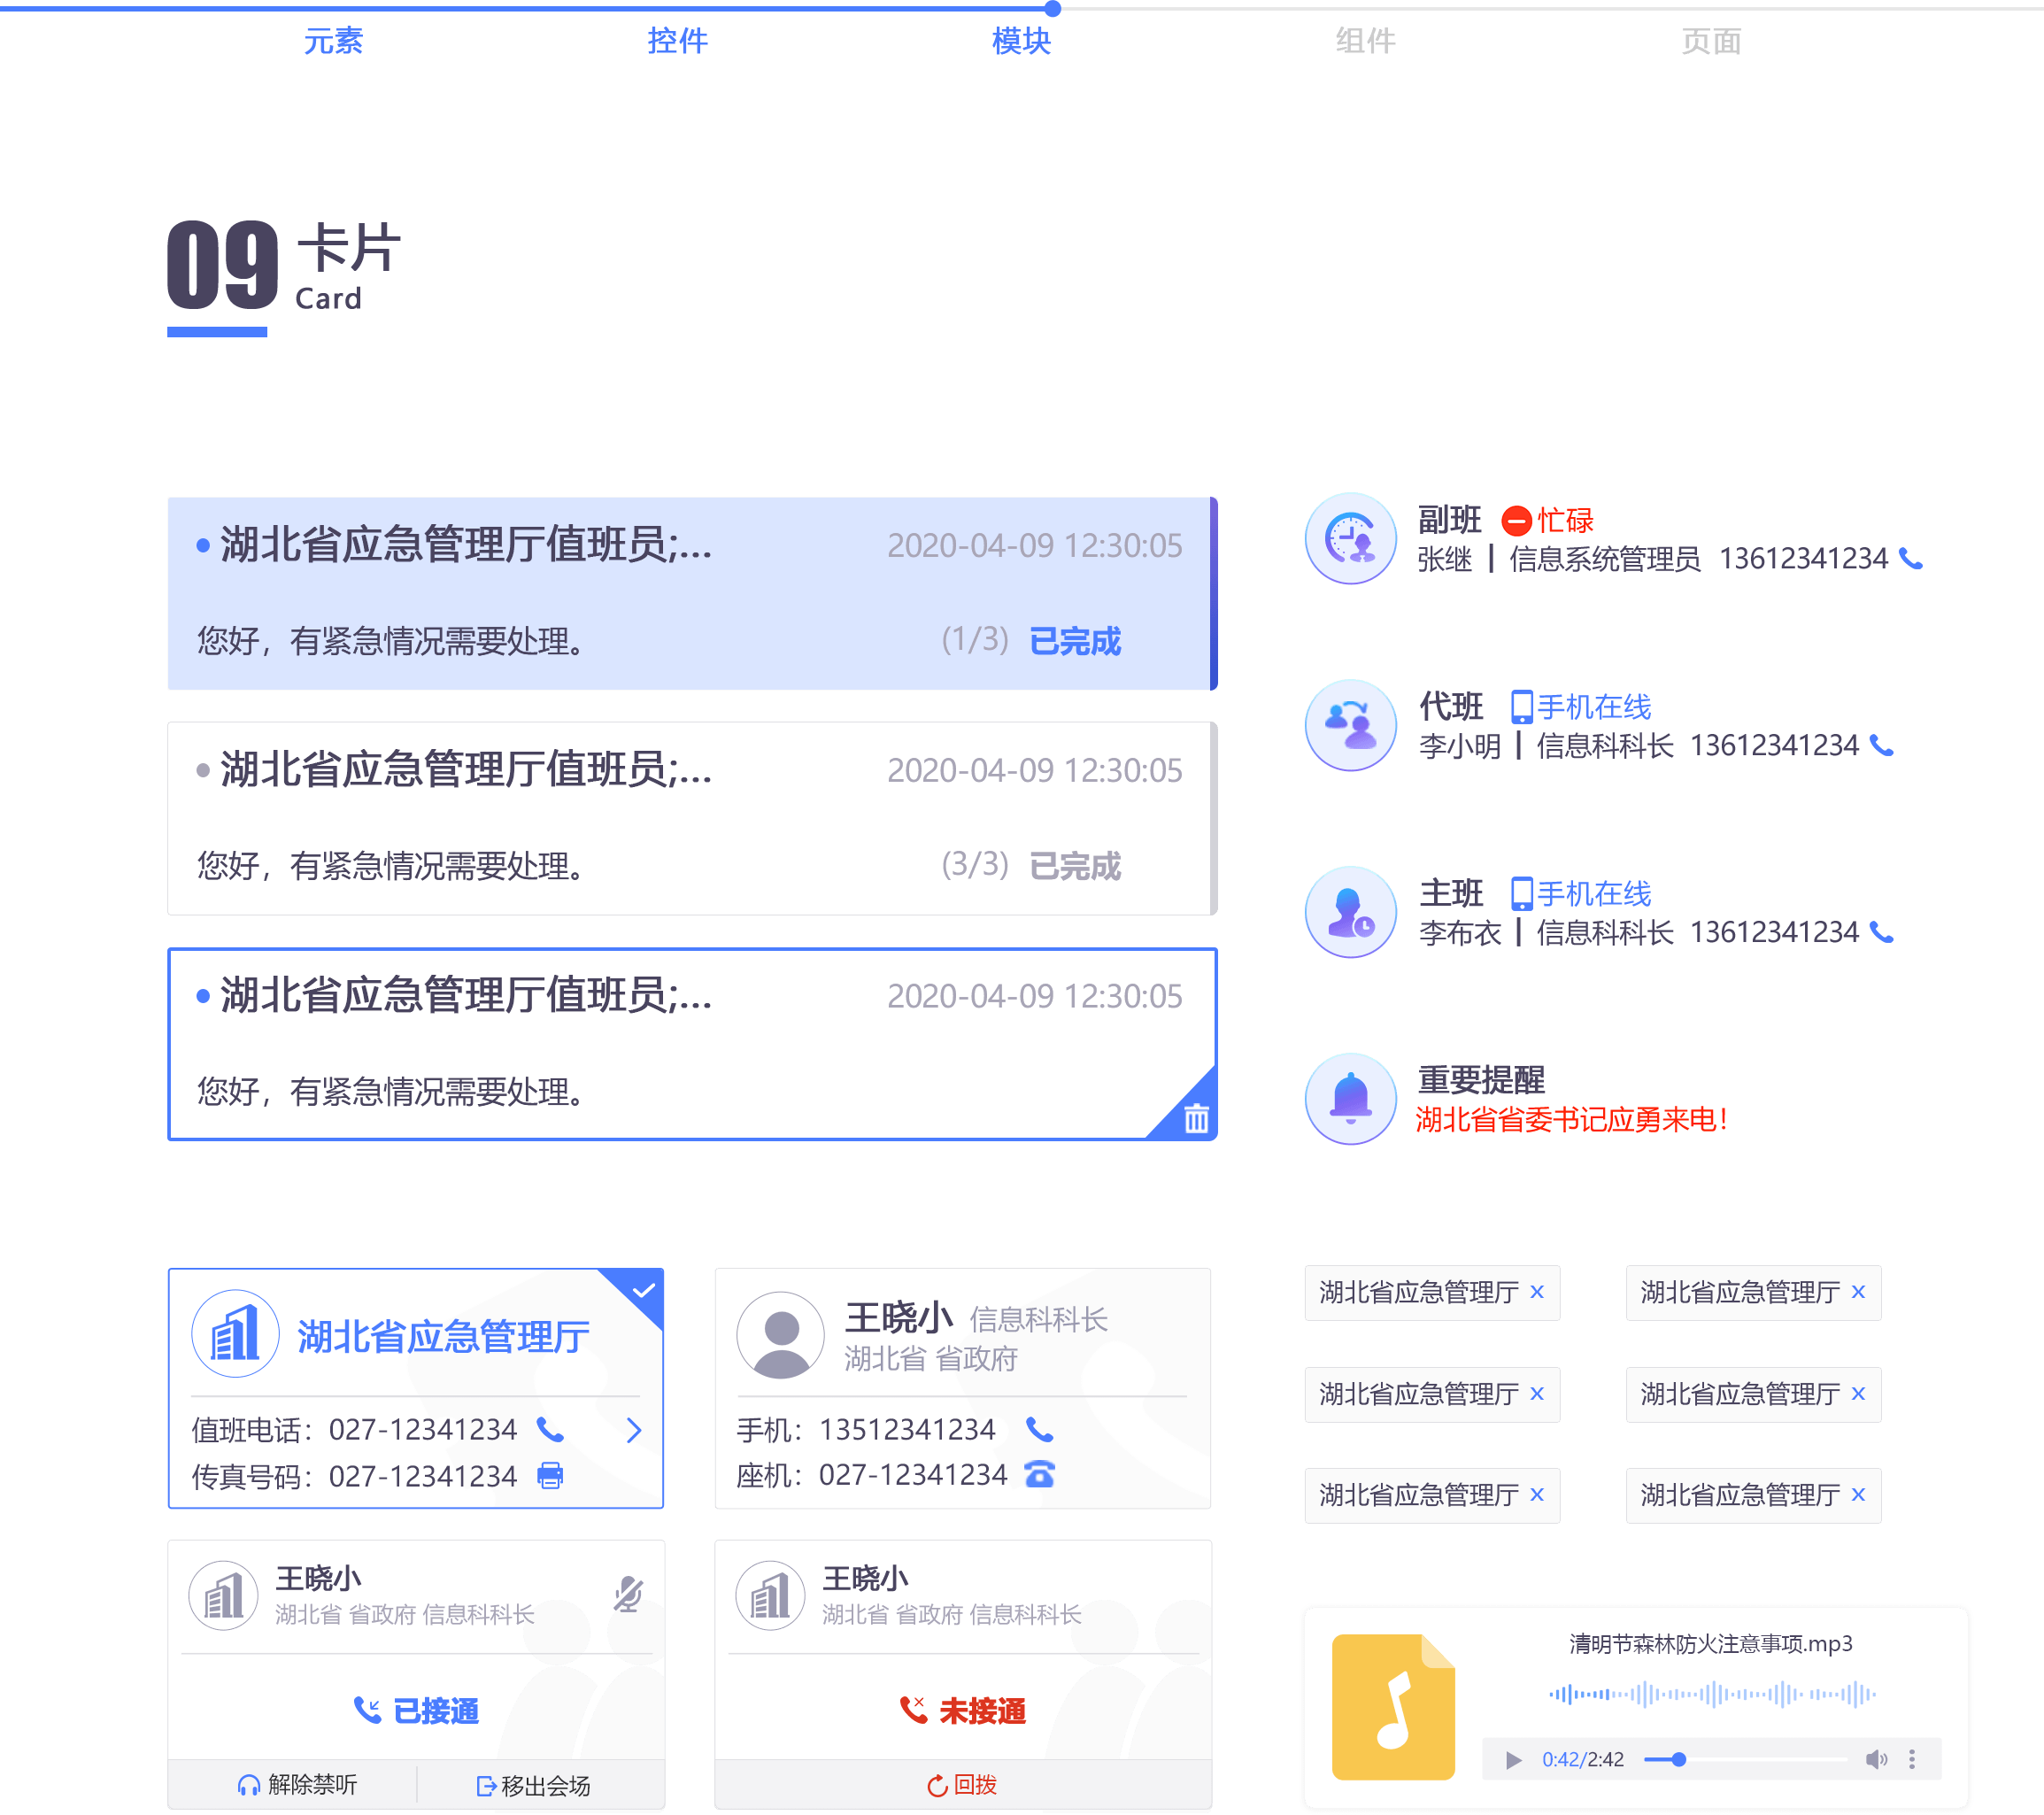 元素 控件 模块 组件 页面
09 卡片
Card
湖北省应急管理厅值班员;... 2020-04-09 12:30:05
您好，有紧急情况需要处理。 (1/3) 已完成
湖北省应急管理厅值班员;... 2020-04-09 12:30:05
您好，有紧急情况需要处理。 (3/3) 已完成
湖北省应急管理厅值班员;... 2020-04-09 12:30:05
您好，有紧急情况需要处理。
副班 忙碌
张继 | 信息系统管理员 13612341234
代班 手机在线
李小明 | 信息科科长 13612341234
主班 手机在线
李布衣 | 信息科科长 13612341234
重要提醒
湖北省省委书记应勇来电！
湖北省应急管理厅
值班电话：027-12341234
传真号码：027-12341234
王晓小 信息科科长
湖北省 省政府
手机：13512341234
座机：027-12341234
王晓小
湖北省 省政府 信息科科长
已接通
解除禁听 移出会场
王晓小
湖北省 省政府 信息科科长
未接通
回拨
湖北省应急管理厅 x 湖北省应急管理厅 x
湖北省应急管理厅 x 湖北省应急管理厅 x
湖北省应急管理厅 x 湖北省应急管理厅 x
清明节森林防火注意事项.mp3
0:42/2:42